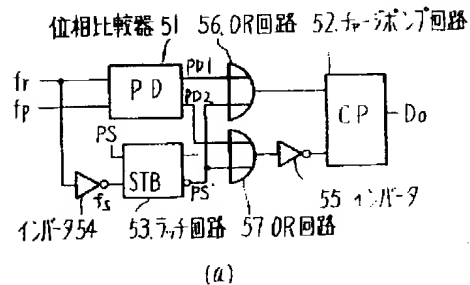 位相比較器51 56.OR回路 52.チャージポンプ回路
fr
PD
PD1
fp
PD2
CP
Do
PS
STB
PS
fs
55 インバータ
インバータ54 53.ラッチ回路 57 OR回路
(a)